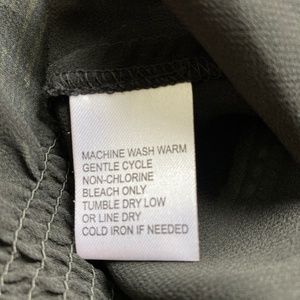 MACHINE WASH WARM
GENTLE CYCLE
NON-CHLORINE
BLEACH ONLY
TUMBLE DRY LOW
OR LINE DRY
COLD IRON IF NEEDED